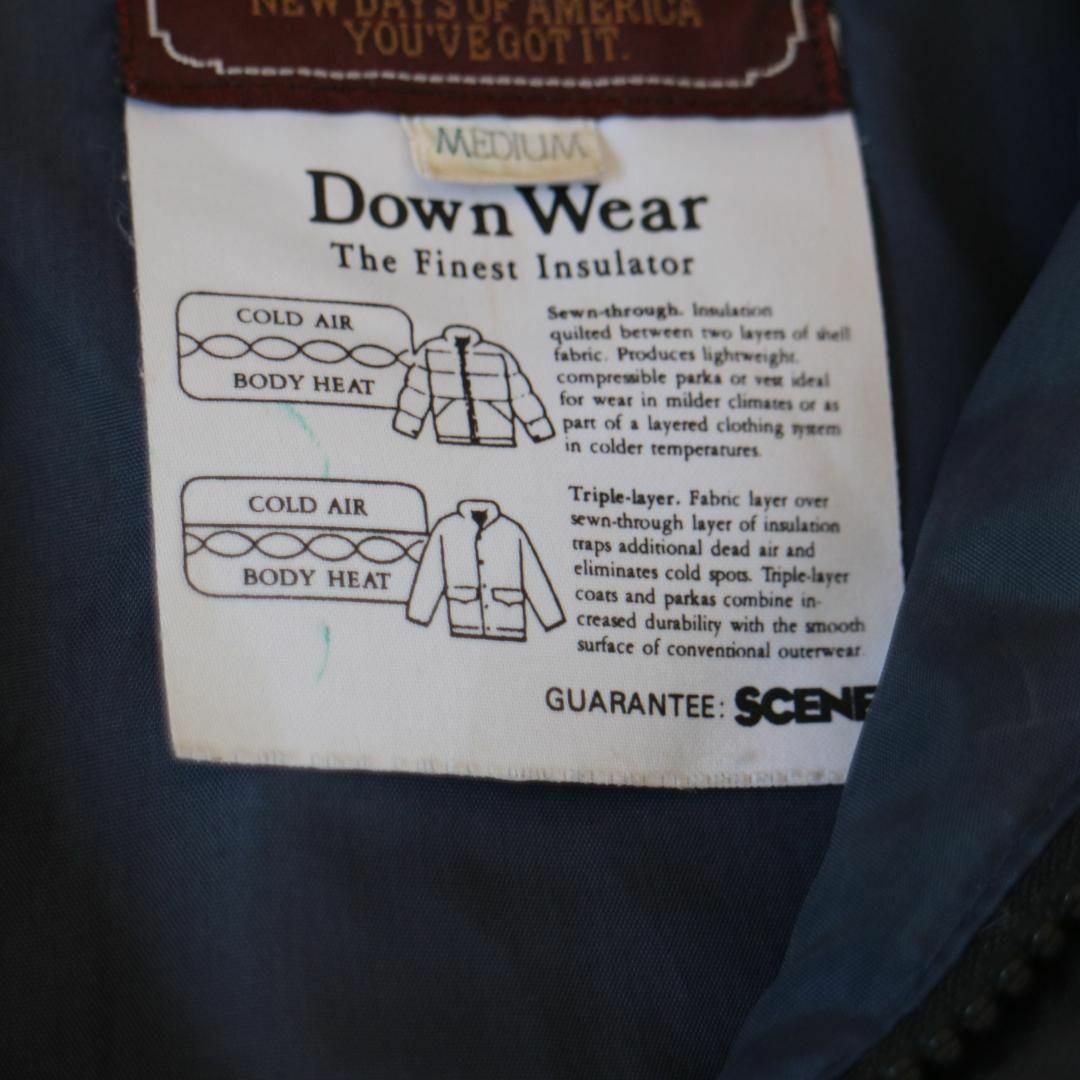 NEW DAYS OF AMERICA
YOU'VE GOT IT.
MEDIUM
Down Wear
The Finest Insulator
COLD AIR
BODY HEAT
Sewn-through. Insulation
quilted between two layers of shell
fabric. Produces lightweight.
compressible parka or vest ideal
for wear in milder climates or as
part of a layered clothing system
in colder temperatures.
COLD AIR
BODY HEAT
Triple-layer. Fabric layer over
sewn-through layer of insulation
traps additional dead air and
eliminates cold spots. Triple-layer
coats and parkas combine in-
creased durability with the smooth
surface of conventional outerwear.
GUARANTEE: SCENE